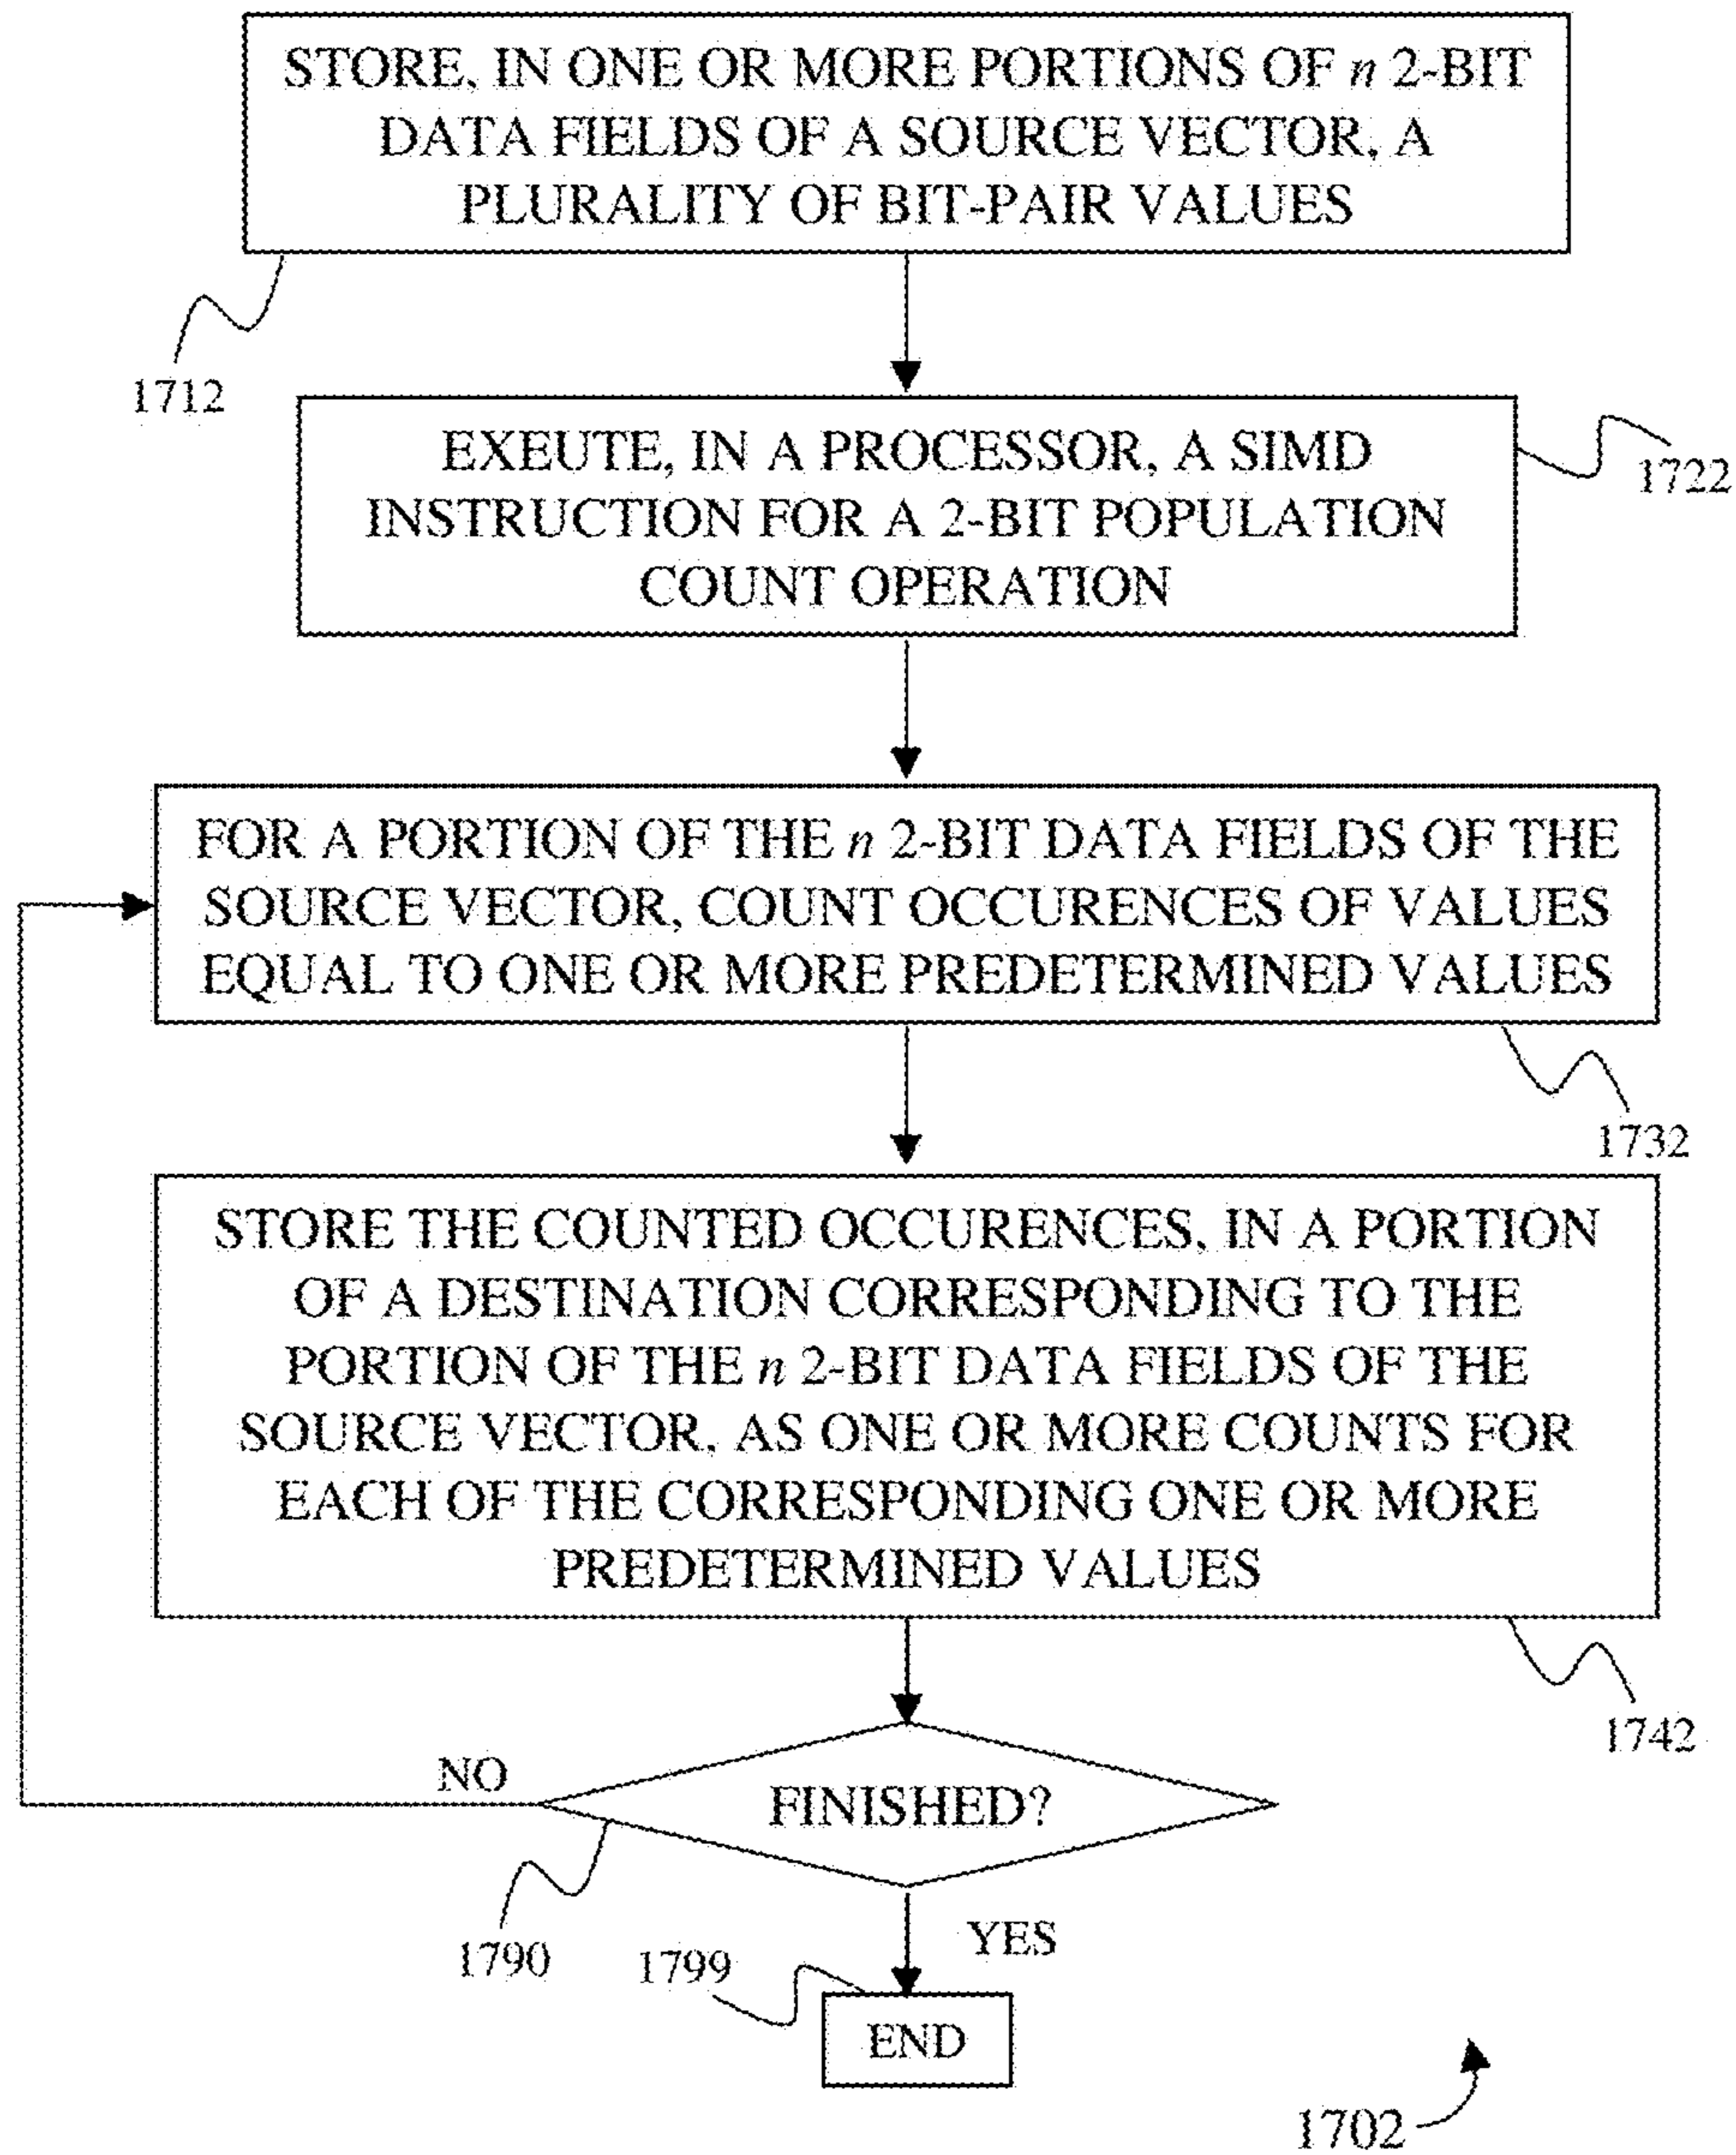 STORE, IN ONE OR MORE PORTIONS OF n 2-BIT
DATA FIELDS OF A SOURCE VECTOR, A
PLURALITY OF BIT-PAIR VALUES
1712
EXEUTE, IN A PROCESSOR, A SIMD
INSTRUCTION FOR A 2-BIT POPULATION
COUNT OPERATION
1722
FOR A PORTION OF THE n 2-BIT DATA FIELDS OF THE
SOURCE VECTOR, COUNT OCCURENCES OF VALUES
EQUAL TO ONE OR MORE PREDETERMINED VALUES
1732
STORE THE COUNTED OCCURENCES, IN A PORTION
OF A DESTINATION CORRESPONDING TO THE
PORTION OF THE n 2-BIT DATA FIELDS OF THE
SOURCE VECTOR, AS ONE OR MORE COUNTS FOR
EACH OF THE CORRESPONDING ONE OR MORE
PREDETERMINED VALUES
1742
NO
FINISHED?
1790
YES
1799
END
1702